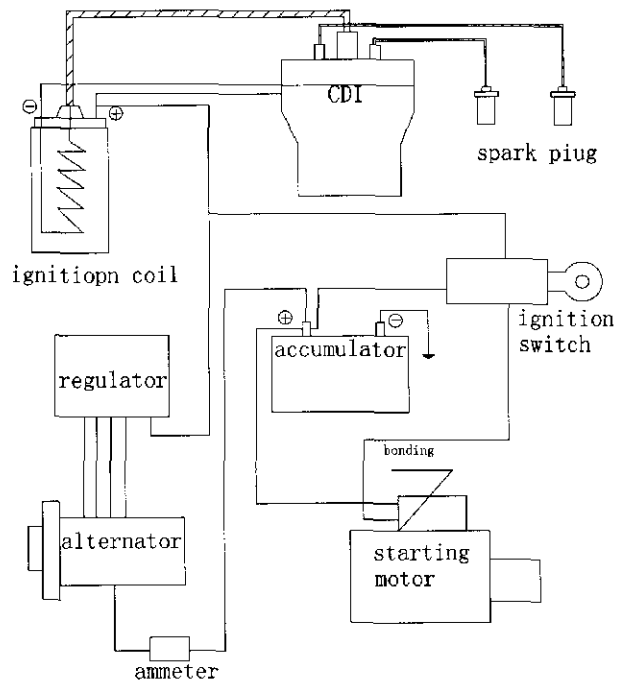 CDI
⊖
⊕
spark piug
ignitiopn coil
ignition
switch
⊕
⊖
accumulator
regulator
bonding
alternator
starting
motor
ammeter